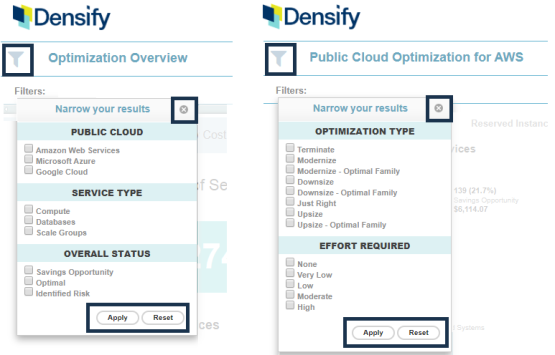 Densify
Optimization Overview
Filters:
Narrow your results
PUBLIC CLOUD
Amazon Web Services
Microsoft Azure
Google Cloud
SERVICE TYPE
Compute
Databases
Scale Groups
OVERALL STATUS
Savings Opportunity
Optimal
Identified Risk
Apply Reset
Densify
Public Cloud Optimization for AWS
Filters:
Narrow your results
Reserved Instanc
OPTIMIZATION TYPE
Terminate
Modernize
Modernize - Optimal Family
Downsize
Downsize - Optimal Family
Just Right
Upsize
Upsize - Optimal Family
EFFORT REQUIRED
None
Very Low
Low
Moderate
High
Apply Reset
vices
139 (21.7%)
Savings Opportunity
$6,114.07
Systems